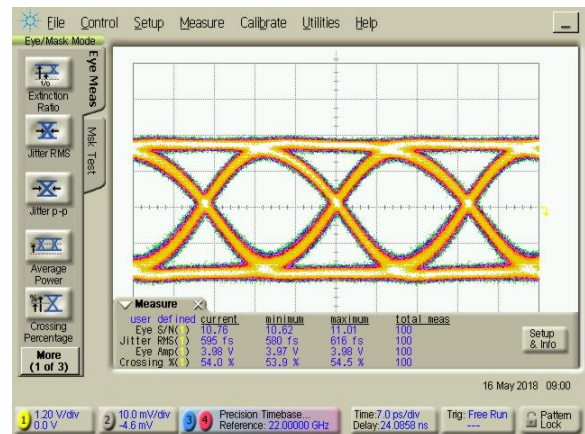 File Control Setup Measure Calibrate Utilities Help
Eye/Mask Mode
Extinction
Ratio
Jitter RMS
Jitter p-p
Average
Power
Crossing
Percentage
More
(1 of 3)
Eye Meas
Msk Test
Measure
user defined current minimum maximum total meas
Eye S/N( ) 10.76 10.62 11.01 100
Jitter RMS( ) 595 fs 580 fs 616 fs 100
Eye Amp( ) 3.98 V 3.97 V 3.98 V 100
Crossing %( ) 54.0 % 53.9 % 54.5 % 100
Setup
& Info
16 May 2018 09:00
1 1.20 V/div
0.0 V
2 10.0 mV/div
-4.6 mV
3 4 Precision Timebase...
Reference: 22.00000 GHz
Time:7.0 ps/div
Delay:24.0858 ns
Trig: Free Run
---
Pattern
Lock